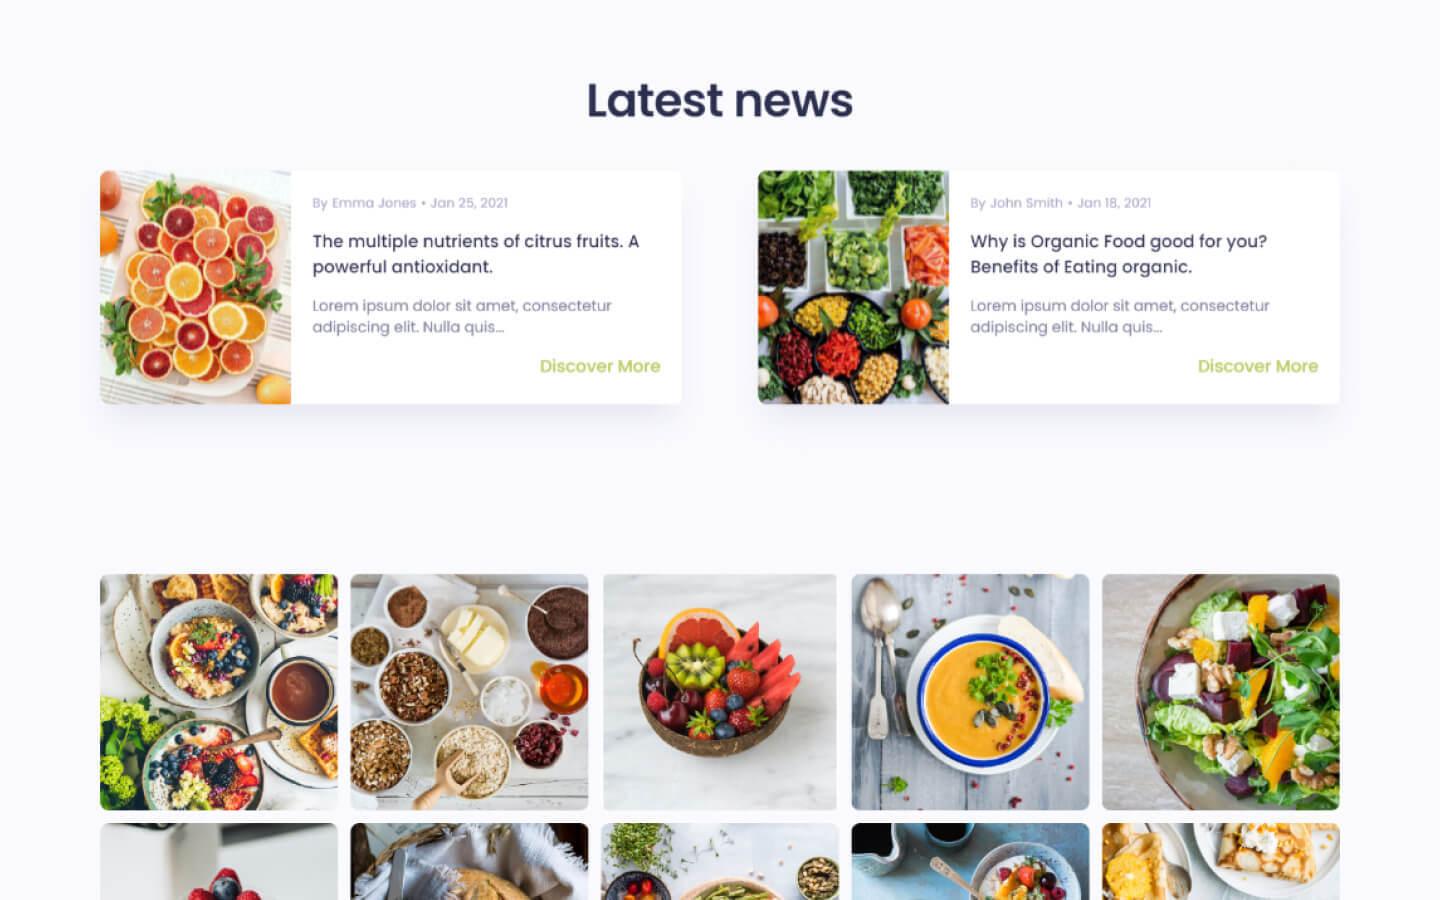 Latest news
By Emma Jones • Jan 25, 2021
The multiple nutrients of citrus fruits. A
powerful antioxidant.
Lorem ipsum dolor sit amet, consectetur
adipiscing elit. Nulla quis...
Discover More
By John Smith • Jan 18, 2021
Why is Organic Food good for you?
Benefits of Eating organic.
Lorem ipsum dolor sit amet, consectetur
adipiscing elit. Nulla quis...
Discover More